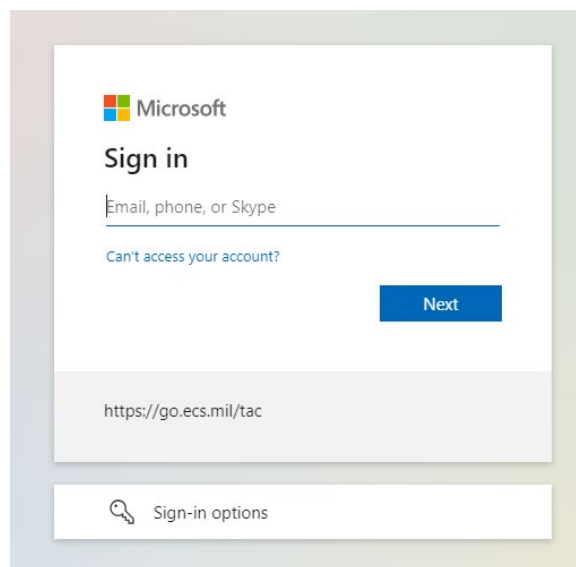 Microsoft
Sign in
Email, phone, or Skype
Can't access your account?
Next
https://go.ecs.mil/tac
Sign-in options